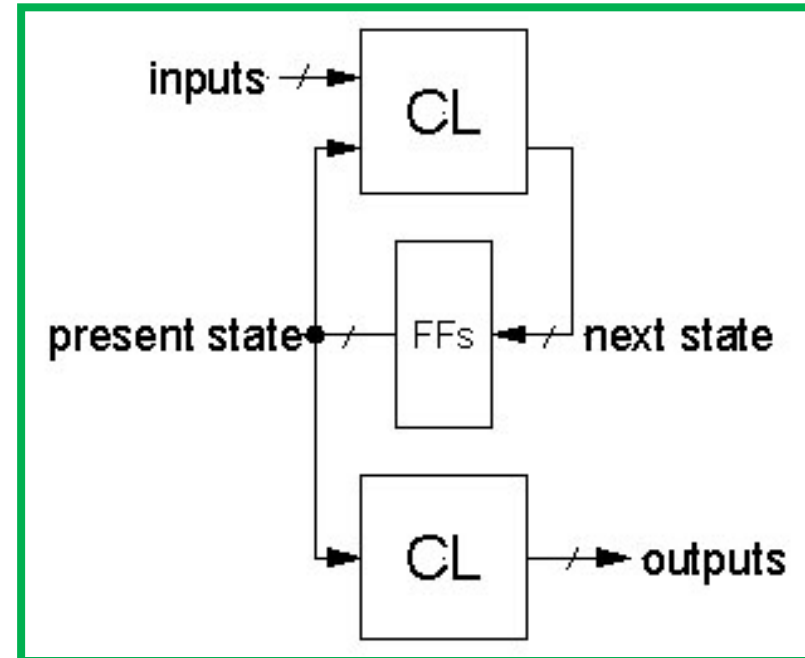 inputs
CL
present state
FFs
next state
CL
outputs